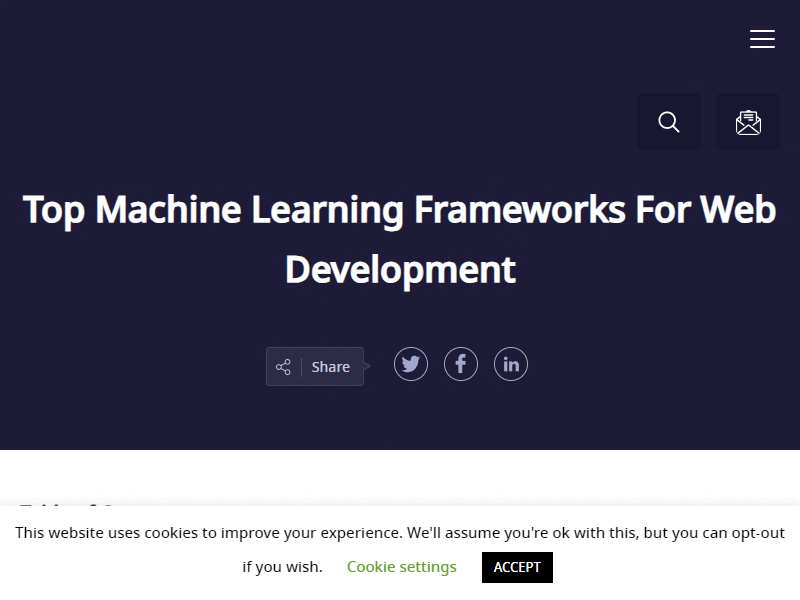 Top Machine Learning Frameworks For Web
Development
Share
This website uses cookies to improve your experience. We'll assume you're ok with this, but you can opt-out
if you wish. Cookie settings ACCEPT